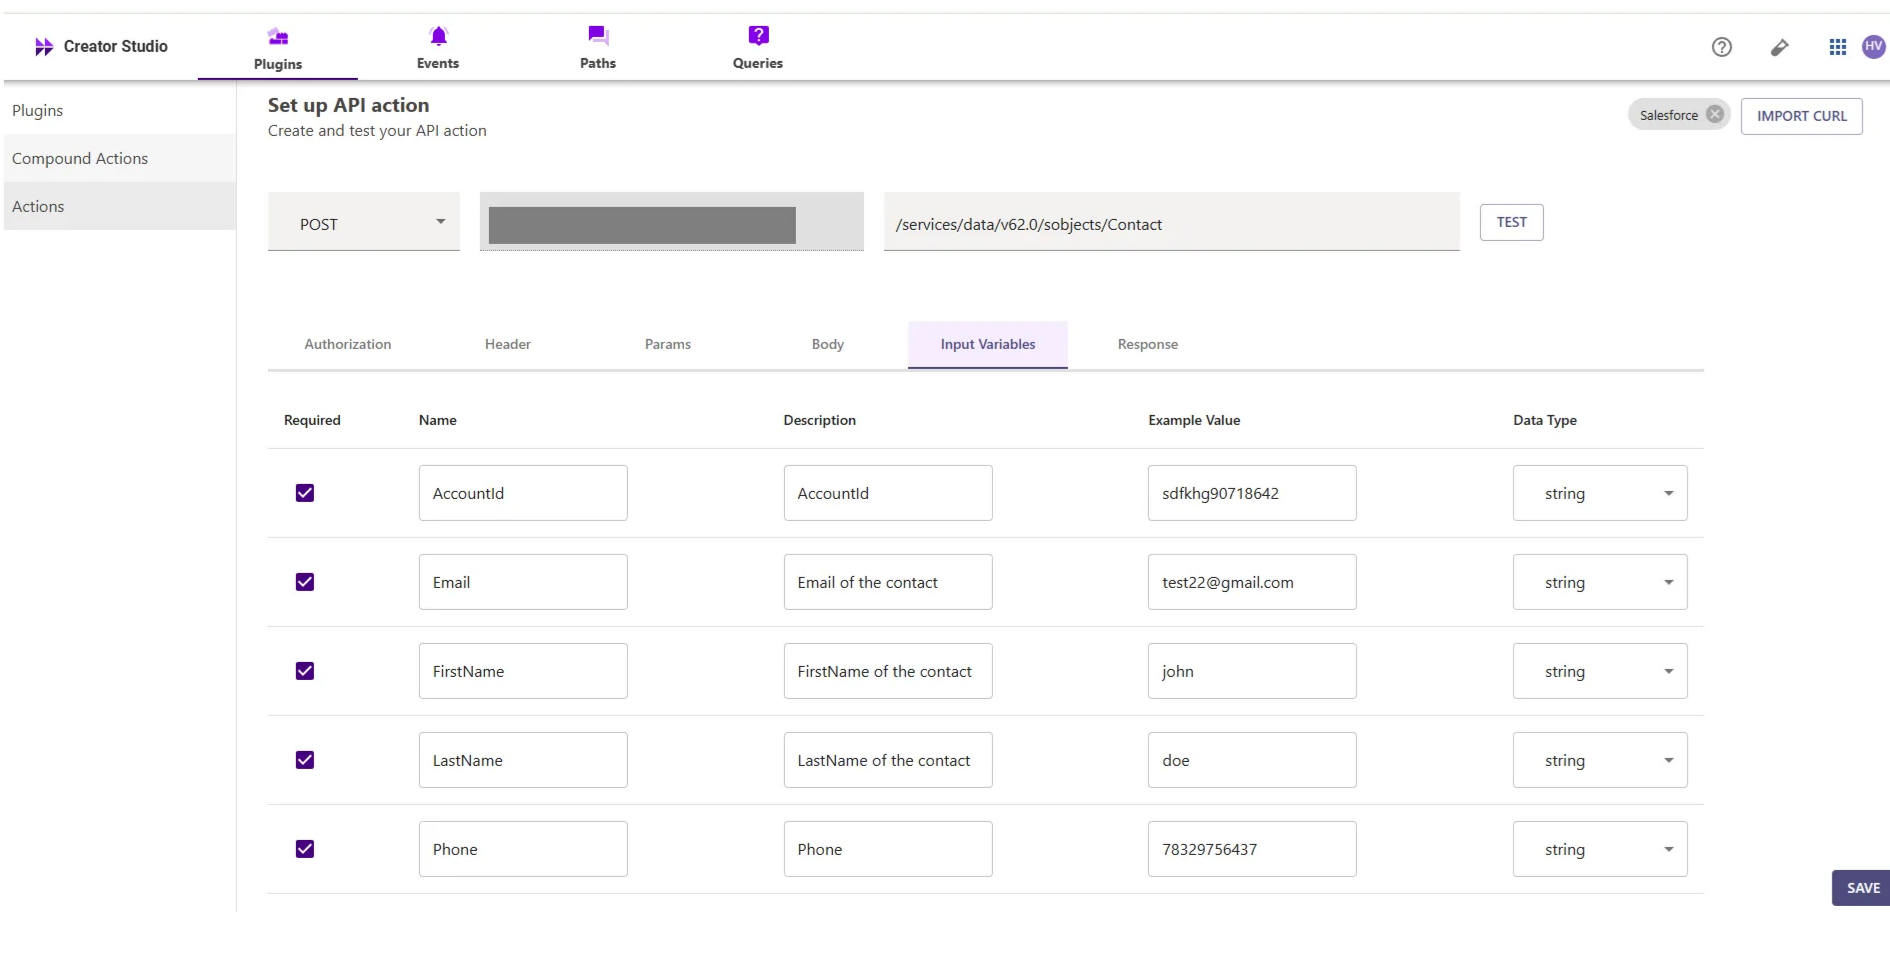 Creator Studio
Plugins
Events
Paths
? Queries
?
HV
Plugins
Compound Actions
Actions
Set up API action
Create and test your API action
Salesforce
IMPORT CURL
POST
/services/data/v62.0/sobjects/Contact
TEST
Authorization Header Params Body Input Variables Response
Required Name Description Example Value Data Type
AccountId AccountId sdfkhg90718642 string
Email Email of the contact test22@gmail.com string
FirstName FirstName of the contact john string
LastName LastName of the contact doe string
Phone Phone 78329756437 string
SAVE